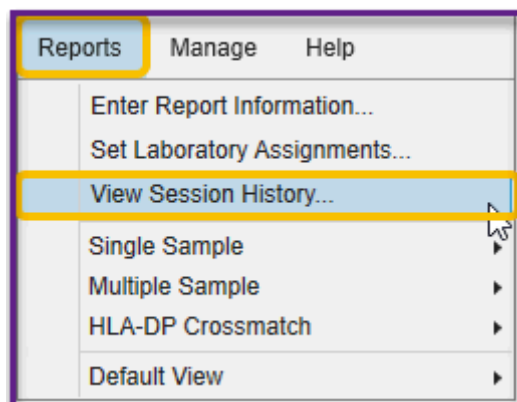 Reports Manage Help
Enter Report Information...
Set Laboratory Assignments...
View Session History...
Single Sample
Multiple Sample
HLA-DP Crossmatch
Default View